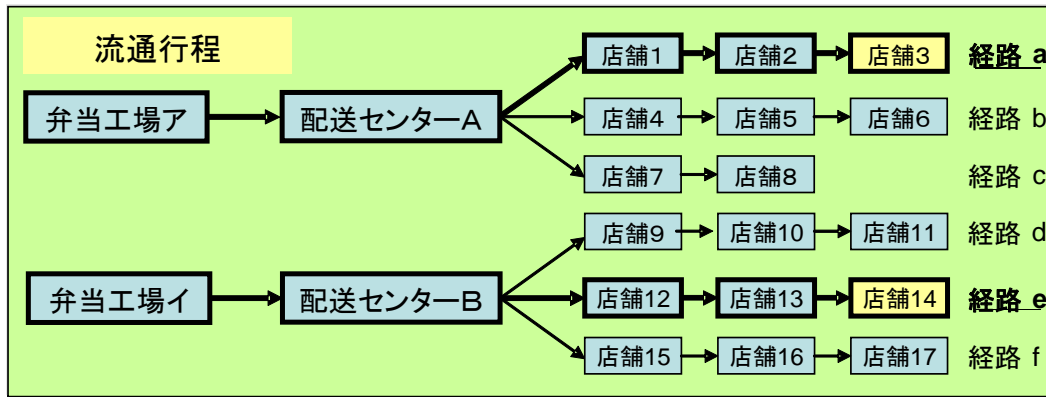 流通行程
店舗1 店舗2 店舗3 経路 a
弁当工場ア 配送センターA 店舗4 店舗5 店舗6 経路 b
店舗7 店舗8 経路 c
店舗9 店舗10 店舗11 経路 d
弁当工場イ 配送センターB 店舗12 店舗13 店舗14 経路 e
店舗15 店舗16 店舗17 経路 f